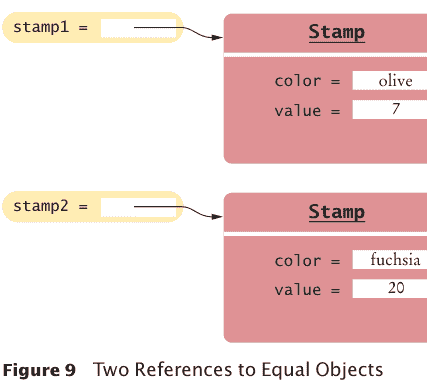 stamp1 =
Stamp
color = olive
value = 7
stamp2 =
Stamp
color = fuchsia
value = 20
Figure 9 Two References to Equal Objects